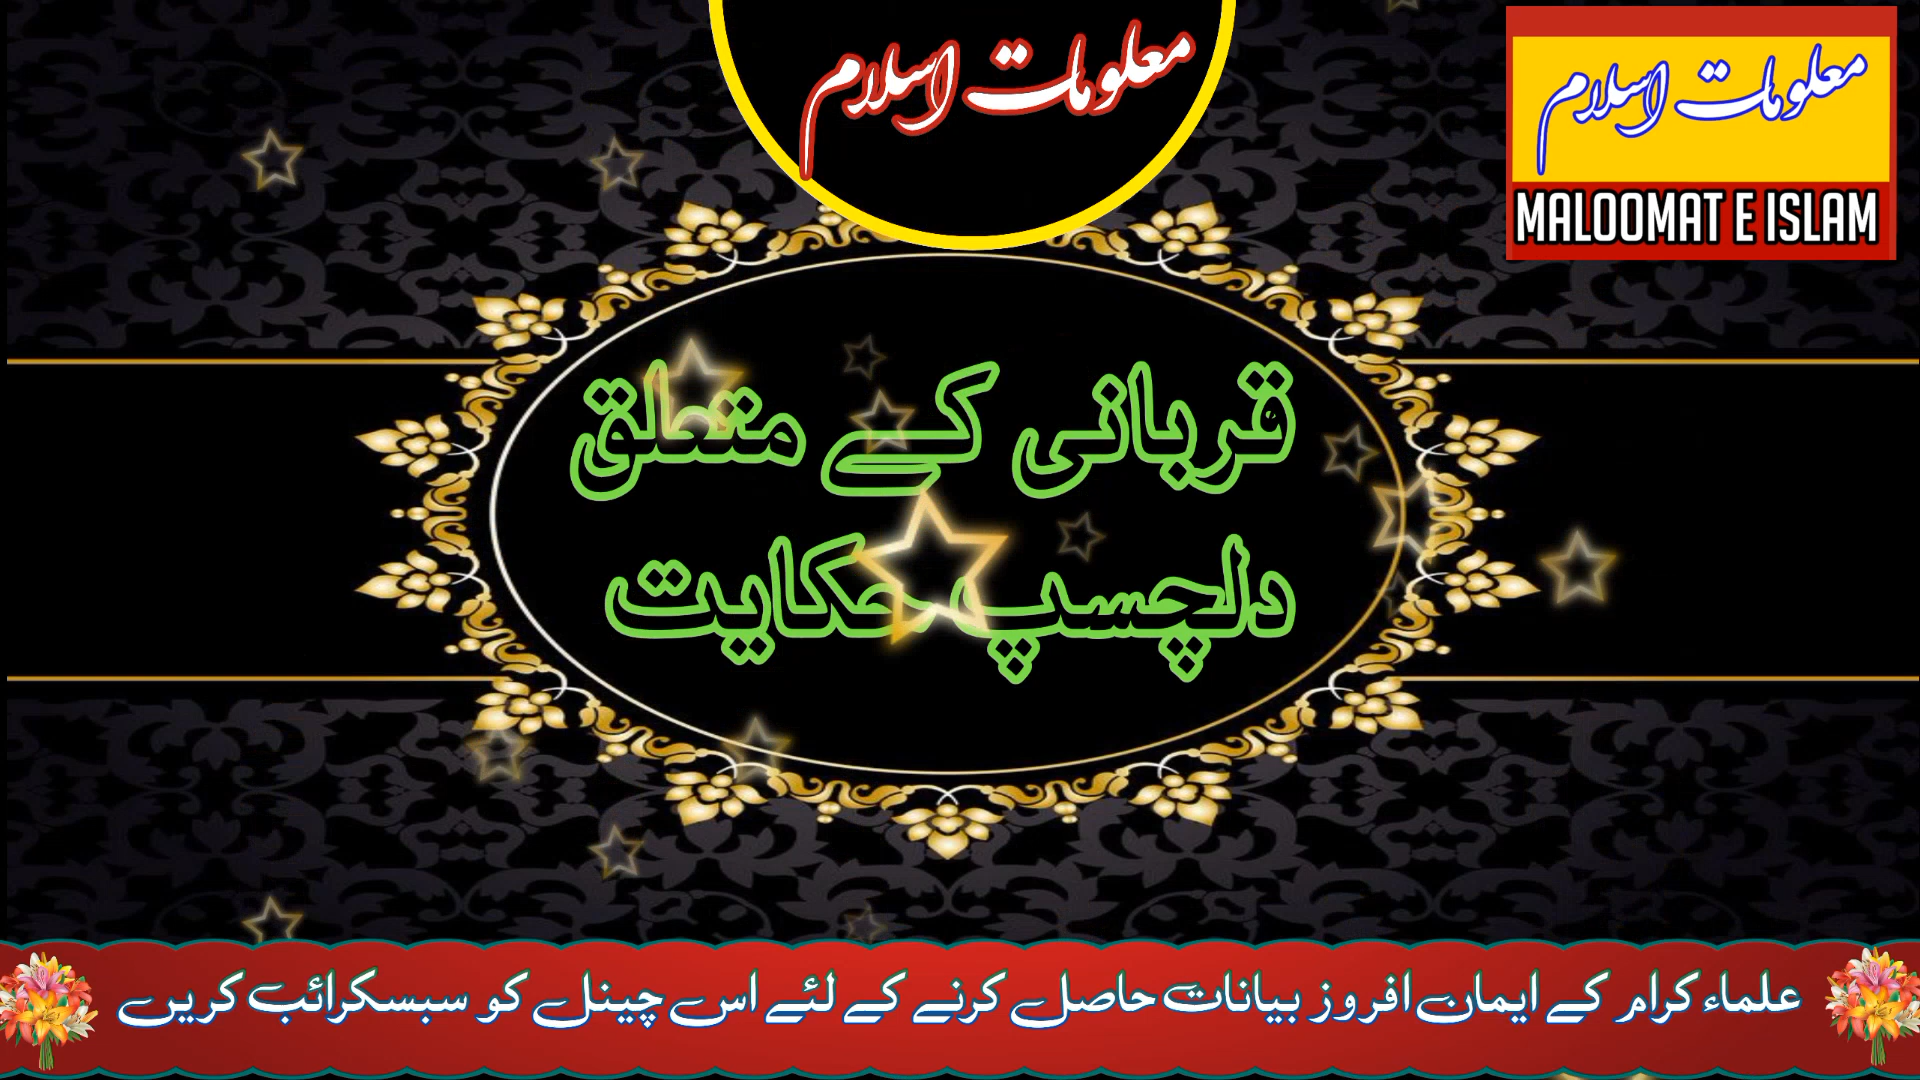 معلومات اسلام
معلومات اسلام
MALOOMAT E ISLAM
قربانی کے متعلق
دلچسپ حکایت
علماء کرام کے ایمان افروز بیانات حاصل کرنے کے لئے اس چینل کو سبسکرائب کریں